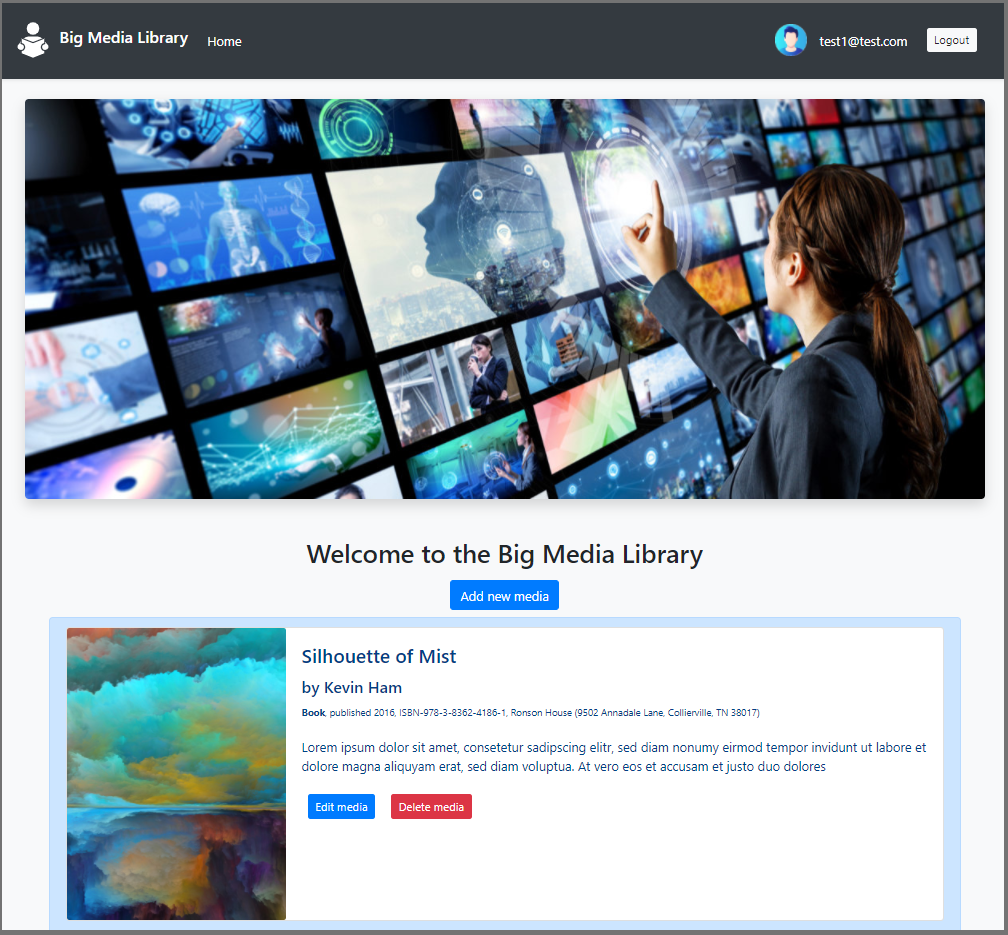 Big Media Library
Home
test1@test.com
Logout
Welcome to the Big Media Library
Add new media
Silhouette of Mist
by Kevin Ham
Book, published 2016, ISBN-978-3-8362-4186-1, Ronson House (9502 Annadale Lane, Collierville, TN 38017)
Lorem ipsum dolor sit amet, consetetur sadipscing elitr, sed diam nonumy eirmod tempor invidunt ut labore et
dolore magna aliquyam erat, sed diam voluptua. At vero eos et accusam et justo duo dolores
Edit media
Delete media